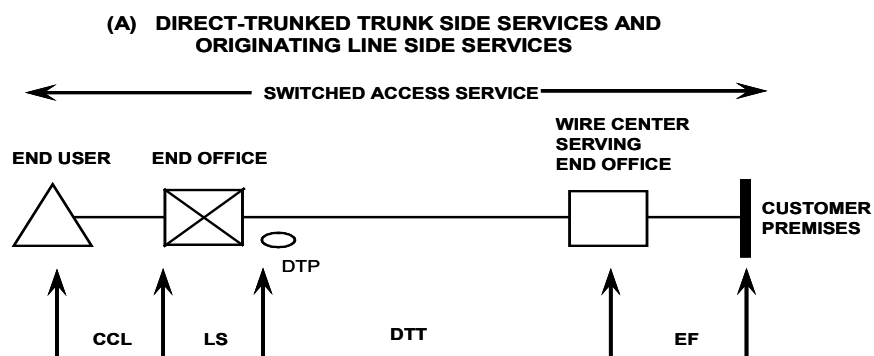 (A) DIRECT-TRUNKED TRUNK SIDE SERVICES AND
ORIGINATING LINE SIDE SERVICES
SWITCHED ACCESS SERVICE
WIRE CENTER
SERVING
END OFFICE
END USER
END OFFICE
CUSTOMER
PREMISES
DTP
CCL
LS
DTT
EF